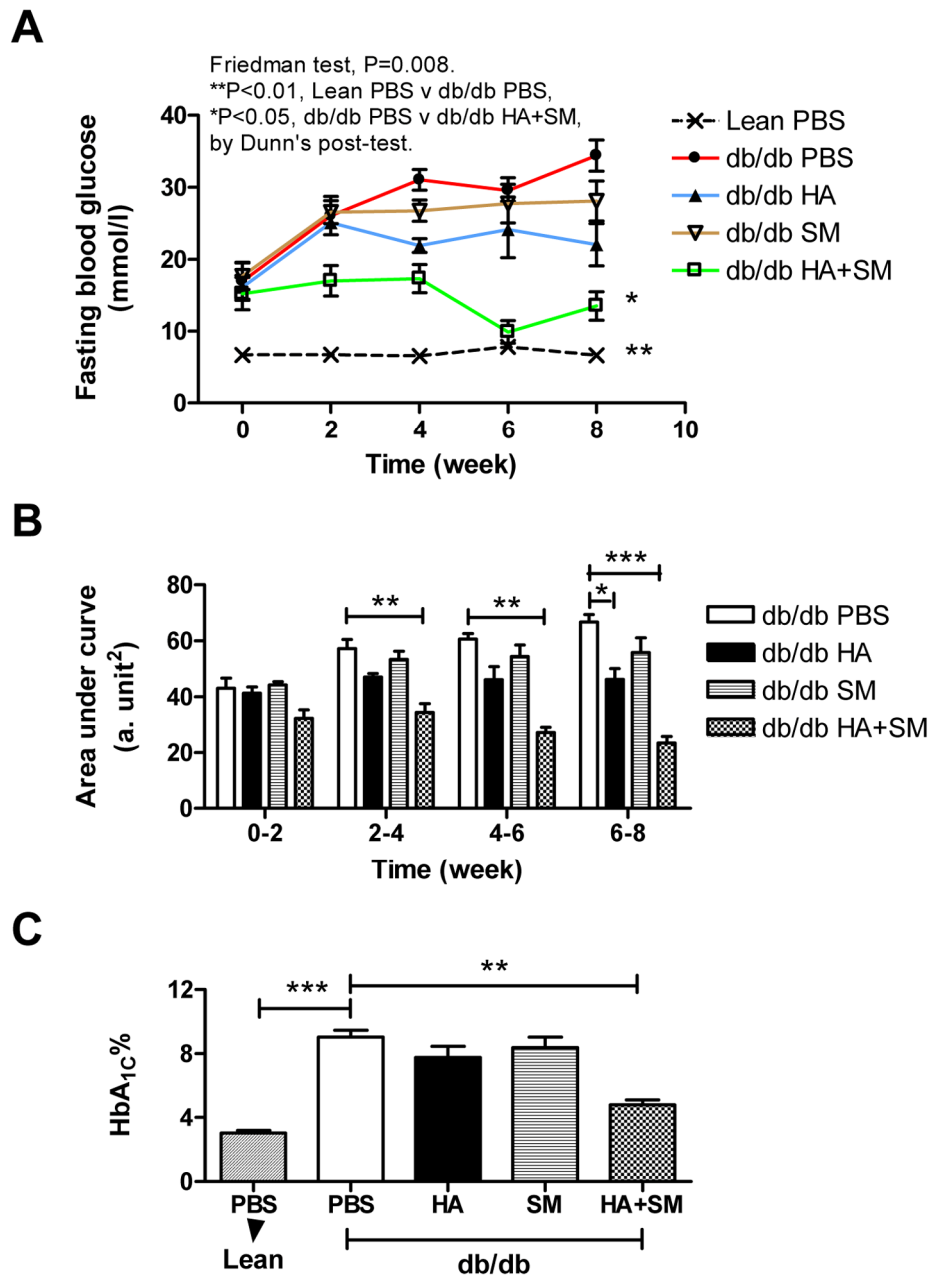 A
Friedman test, P=0.008.
**P<0.01, Lean PBS v db/db PBS,
*P<0.05, db/db PBS v db/db HA+SM,
by Dunn's post-test.
Fasting blood glucose
(mmol/l)
40
30
20
10
0
0 2 4 6 8 10
Time (week)
*
**
Lean PBS
db/db PBS
db/db HA
db/db SM
db/db HA+SM
B
Area under curve
(a. unit²)
80
60
40
20
0
**
**
***
*
0-2 2-4 4-6 6-8
Time (week)
db/db PBS
db/db HA
db/db SM
db/db HA+SM
C
HbA1C%
12
8
4
0
***
**
PBS PBS HA SM HA+SM
Lean db/db